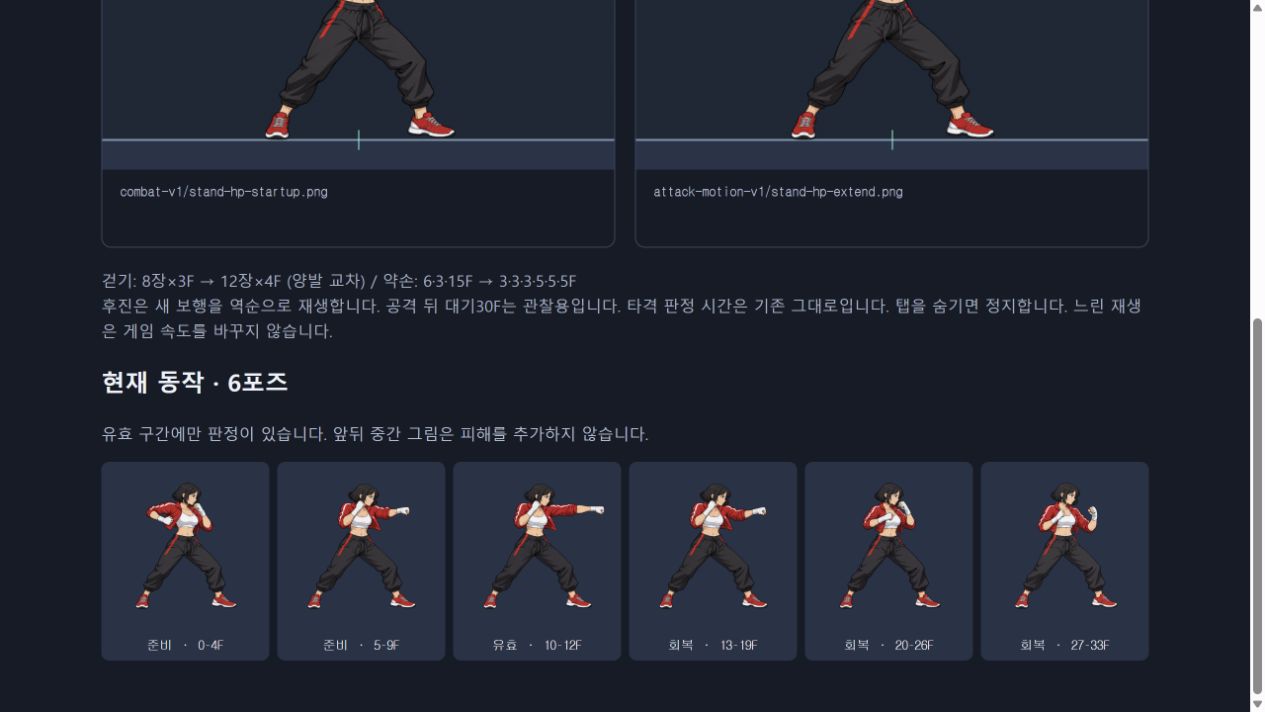 combat-v1/stand-hp-startup.png
attack-motion-v1/stand-hp-extend.png
걷기: 8장×3F → 12장×4F (양발 교차) / 약손: 6·3·15F → 3·3·3·5·5·5F
후진은 새 보행을 역순으로 재생합니다. 공격 뒤 대기30F는 관찰용입니다. 타격 판정 시간은 기존 그대로입니다. 탭을 숨기면 정지합니다. 느린 재생
은 게임 속도를 바꾸지 않습니다.
현재 동작 · 6포즈
유효 구간에만 판정이 있습니다. 앞뒤 중간 그림은 피해를 추가하지 않습니다.
준비 · 0-4F
준비 · 5-9F
유효 · 10-12F
회복 · 13-19F
회복 · 20-26F
회복 · 27-33F